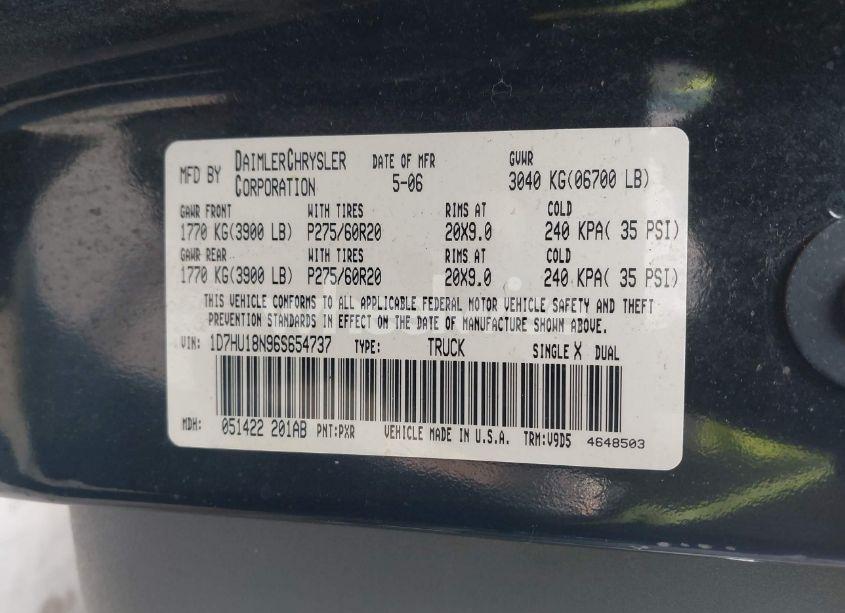 MFD BY DAIMLERCHRYSLER CORPORATION DATE OF MFR 5-06 GVWR 3040 KG(06700 LB)
GAWR FRONT WITH TIRES RIMS AT COLD
1770 KG(3900 LB) P275/60R20 20X9.0 240 KPA( 35 PSI)
GAWR REAR WITH TIRES RIMS AT COLD
1770 KG(3900 LB) P275/60R20 20X9.0 240 KPA( 35 PSI)
THIS VEHICLE CONFORMS TO ALL APPLICABLE FEDERAL MOTOR VEHICLE SAFETY AND THEFT
PREVENTION STANDARDS IN EFFECT ON THE DATE OF MANUFACTURE SHOWN ABOVE.
VIN: 1D7HU18N96S654737 TYPE: TRUCK SINGLE X DUAL
MDH: 051422 201AB PNT:PXR VEHICLE MADE IN U.S.A. TRM:V9D5 4648503